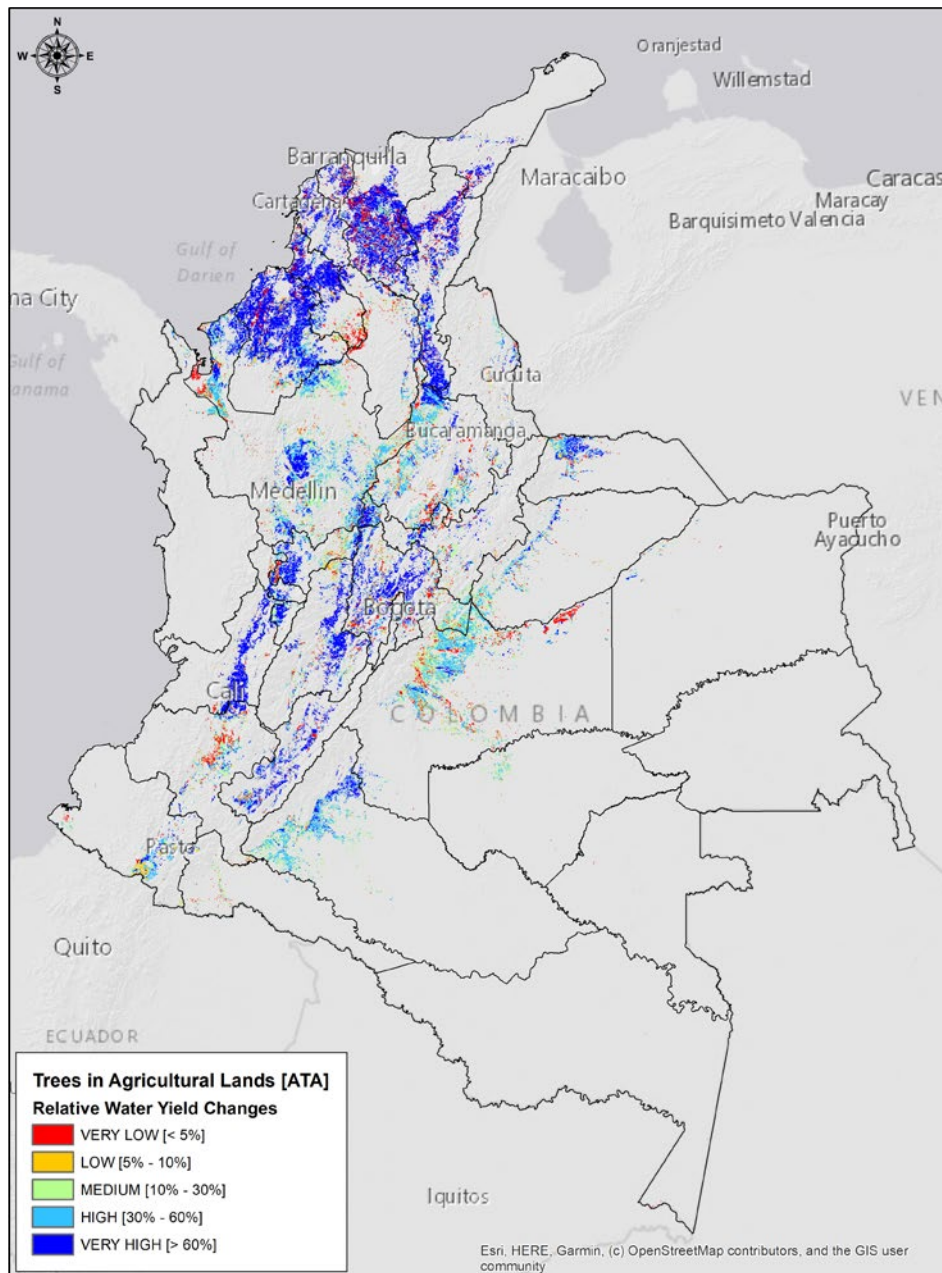 N
W E
S
Oranjestad
Willemstad
Barranquilla
Cartagena
Maracaibo
Caracas
Maracay
Barquisimeto Valencia
Gulf of
Darien
ma City
Gulf of
Panama
Cucuta
VEN
Bucaramanga
Medellin
Puerto
Ayacucho
Bogota
Cali
COLOMBIA
Pasto
Quito
ECUADOR
Trees in Agricultural Lands [ATA]
Relative Water Yield Changes
VERY LOW [< 5%]
LOW [5% - 10%]
MEDIUM [10% - 30%]
HIGH [30% - 60%]
VERY HIGH [> 60%]
Iquitos
Esri, HERE, Garmin, (c) OpenStreetMap contributors, and the GIS user
community